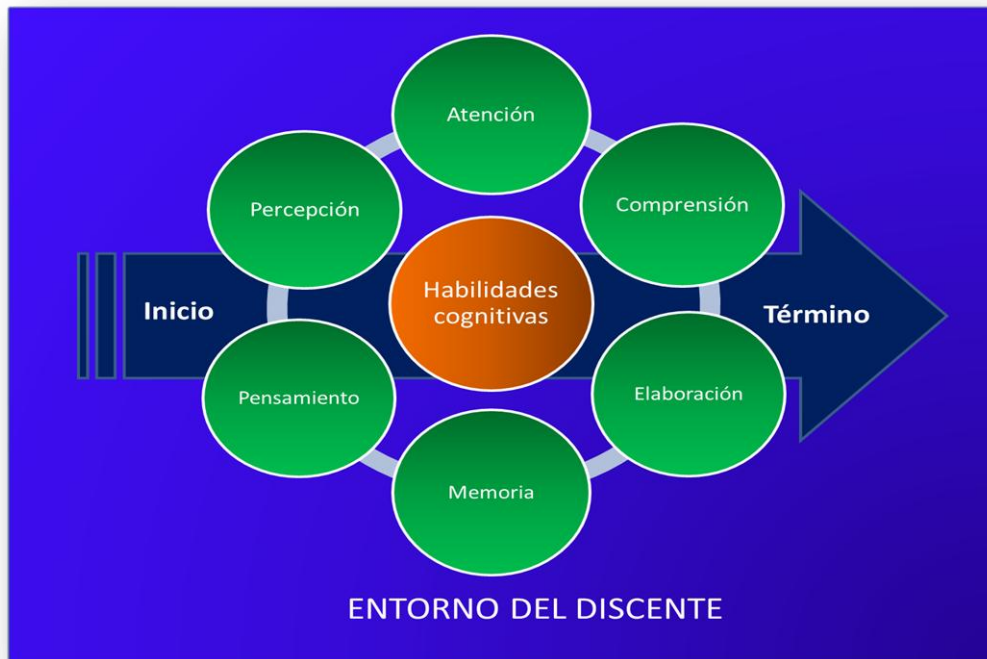 Atención
Percepción
Comprensión
Habilidades
cognitivas
Inicio
Término
Pensamiento
Elaboración
Memoria
ENTORNO DEL DISCENTE